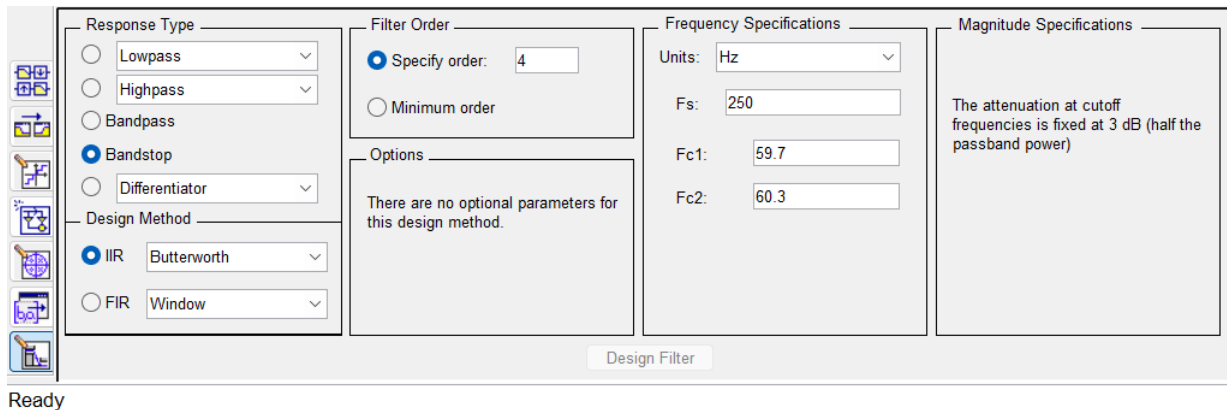 Response Type
Lowpass
Highpass
Bandpass
Bandstop
Differentiator
Design Method
IIR Butterworth
FIR Window
Filter Order
Specify order: 4
Minimum order
Options
There are no optional parameters for
this design method.
Frequency Specifications
Units: Hz
Fs: 250
Fc1: 59.7
Fc2: 60.3
Magnitude Specifications
The attenuation at cutoff
frequencies is fixed at 3 dB (half the
passband power)
Design Filter
Ready